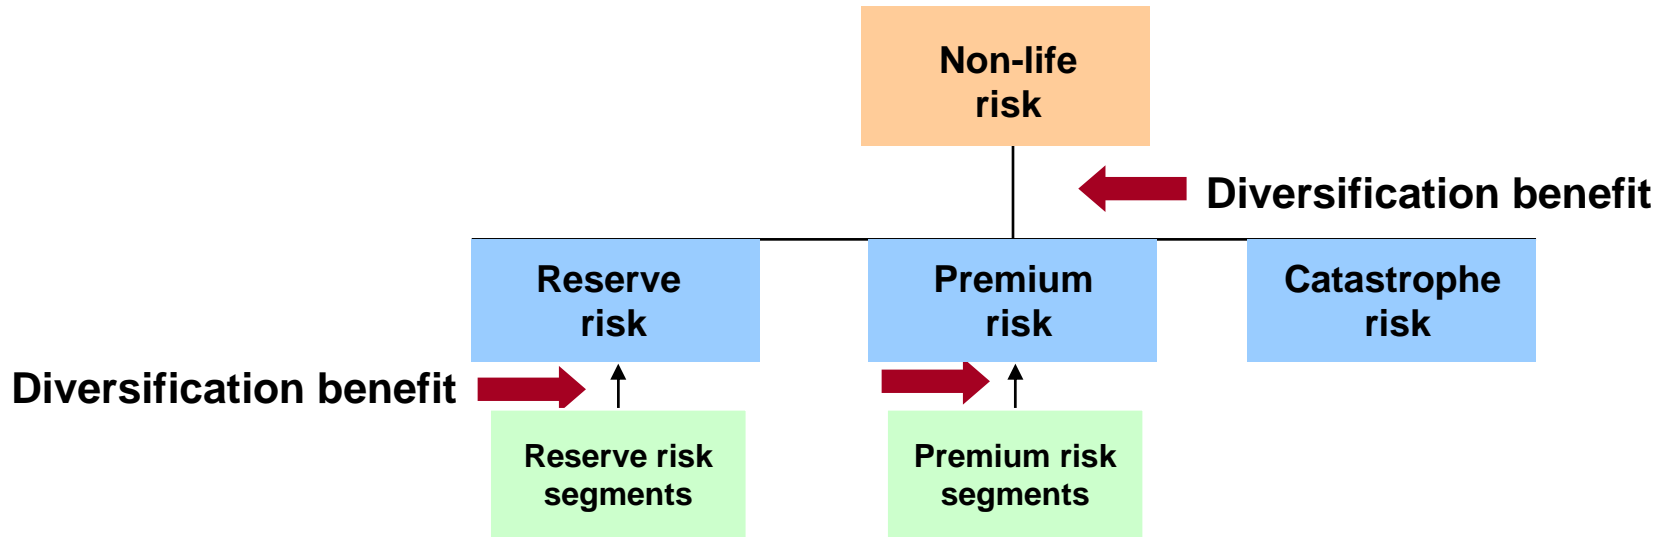 Non-life
risk
Diversification benefit
Reserve
risk
Premium
risk
Catastrophe
risk
Diversification benefit
Reserve risk
segments
Premium risk
segments